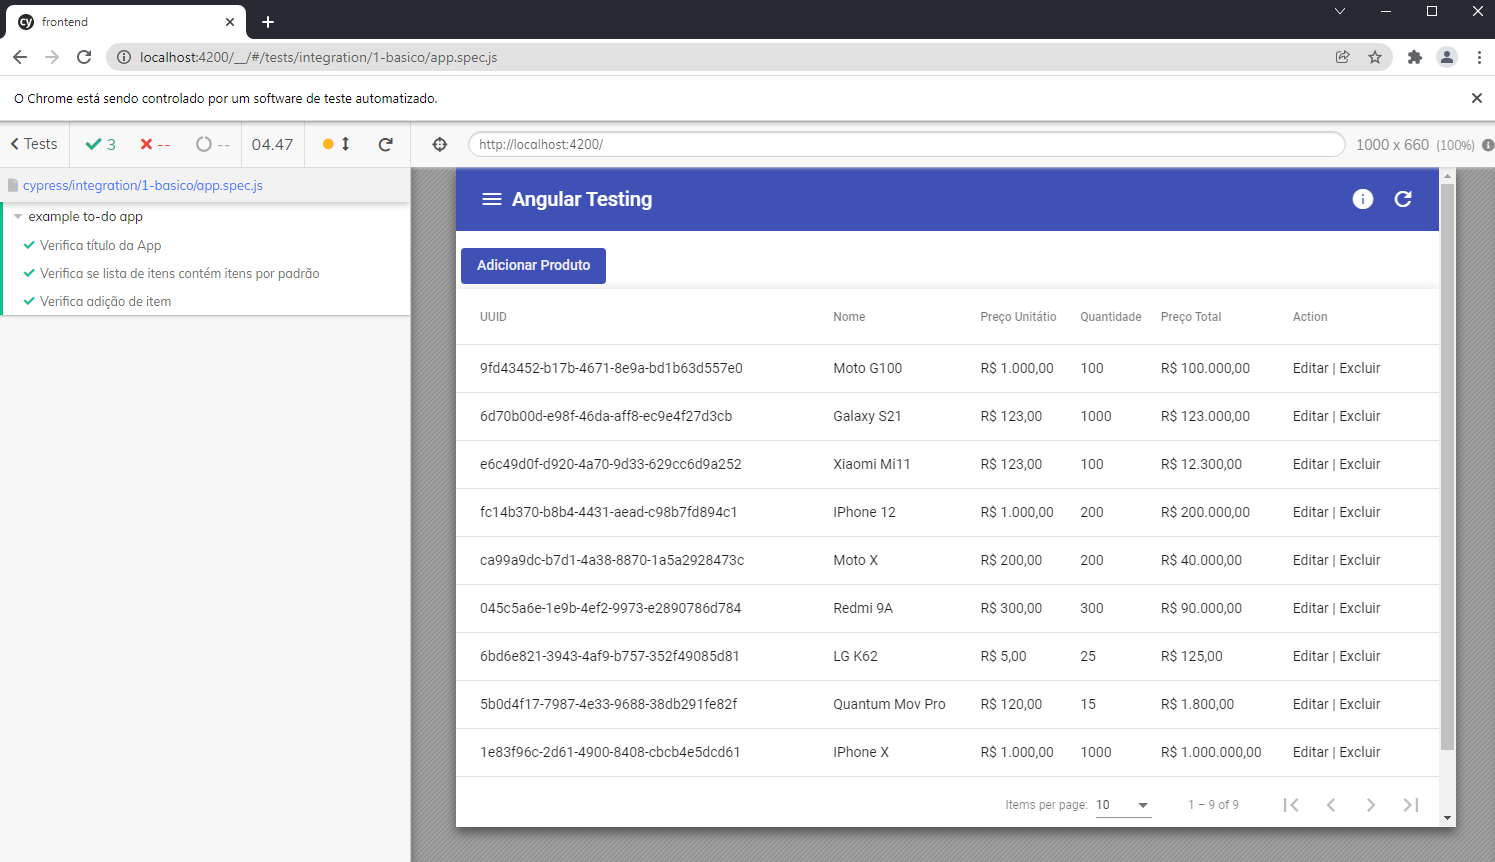 frontend
localhost:4200/__/#/tests/integration/1-basico/app.spec.js
O Chrome está sendo controlado por um software de teste automatizado.
Tests 3 -- -- 04.47 http://localhost:4200/ 1000 x 660 (100%)
cypress/integration/1-basico/app.spec.js
example to-do app
Verifica título da App
Verifica se lista de itens contém itens por padrão
Verifica adição de item
Angular Testing
Adicionar Produto
UUID Nome Preço Unitátio Quantidade Preço Total Action
9fd43452-b17b-4671-8e9a-bd1b63d557e0 Moto G100 R$ 1.000,00 100 R$ 100.000,00 Editar | Excluir
6d70b00d-e98f-46da-aff8-ec9e4f27d3cb Galaxy S21 R$ 123,00 1000 R$ 123.000,00 Editar | Excluir
e6c49d0f-d920-4a70-9d33-629cc6d9a252 Xiaomi Mi11 R$ 123,00 100 R$ 12.300,00 Editar | Excluir
fc14b370-b8b4-4431-aead-c98b7fd894c1 IPhone 12 R$ 1.000,00 200 R$ 200.000,00 Editar | Excluir
ca99a9dc-b7d1-4a38-8870-1a5a2928473c Moto X R$ 200,00 200 R$ 40.000,00 Editar | Excluir
045c5a6e-1e9b-4ef2-9973-e2890786d784 Redmi 9A R$ 300,00 300 R$ 90.000,00 Editar | Excluir
6bd6e821-3943-4af9-b757-352f49085d81 LG K62 R$ 5,00 25 R$ 125,00 Editar | Excluir
5b0d4f17-7987-4e33-9688-38db291fe82f Quantum Mov Pro R$ 120,00 15 R$ 1.800,00 Editar | Excluir
1e83f96c-2d61-4900-8408-cbcb4e5dcd61 IPhone X R$ 1.000,00 1000 R$ 1.000.000,00 Editar | Excluir
Items per page: 10 1 – 9 of 9